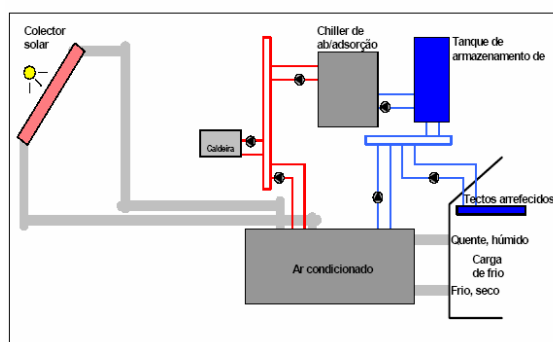 Colector
solar
Chiller de
ab/adsorção
Tanque de
armazenamento de
Caldeira
Tectos arrefecidos
Quente, húmido
Carga
de frio
Ar condicionado
Frio, seco